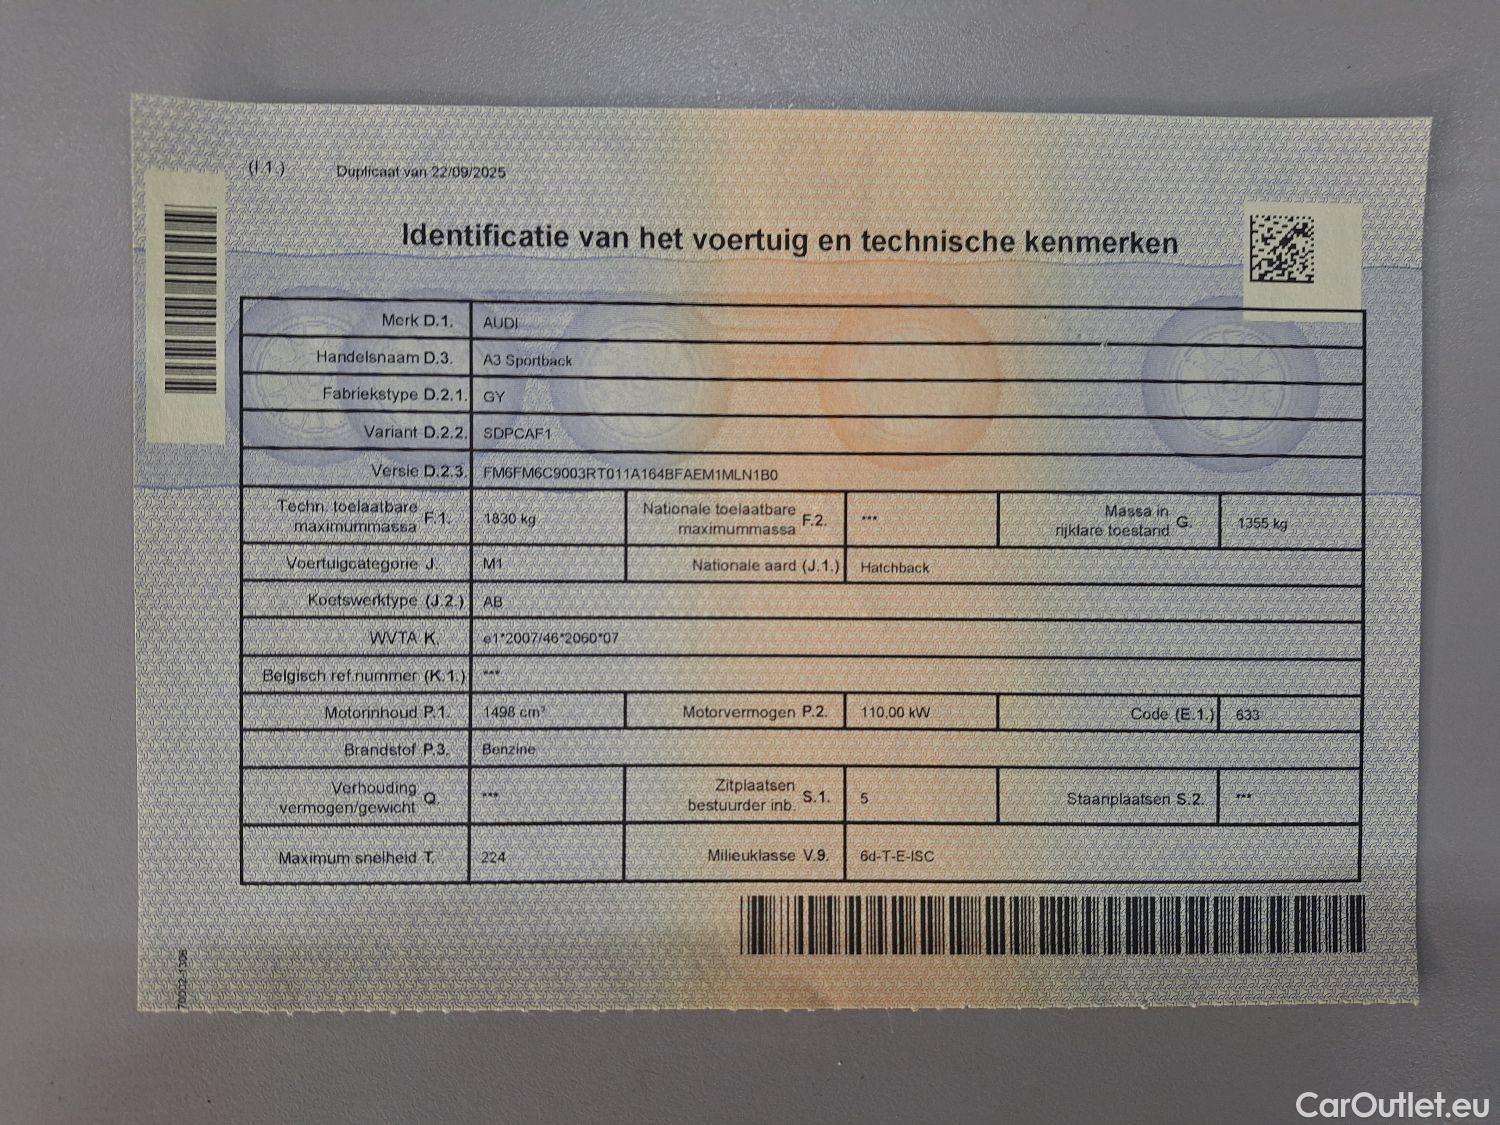 (I.1.) Duplicaat van 22/09/2025
Identificatie van het voertuig en technische kenmerken
Merk D.1. AUDI
Handelsnaam D.3. A3 Sportback
Fabriekstype D.2.1. GY
Variant D.2.2. SDPCAF1
Versie D.2.3. FM6FM6C9003RT011A164BFAEM1MLN1B0
Techn. toelaatbare maximummassa F.1. 1830 kg Nationale toelaatbare maximummassa F.2. *** Massa in rijklare toestand G. 1355 kg
Voertuigcategorie J. M1 Nationale aard (J.1.) Hatchback
Koetswerktype (J.2.) AB
WVTA K. e1*2007/46*2060*07
Belgisch ref.nummer (K.1.) ***
Motorinhoud P.1. 1498 cm³ Motorvermogen P.2. 110,00 kW Code (E.1.) 633
Brandstof P.3. Benzine
Verhouding vermogen/gewicht Q. *** Zitplaatsen bestuurder inb. S.1. 5 Staanplaatsen S.2. ***
Maximum snelheid T. 224 Milieuklasse V.9. 6d-T-E-ISC
CarOutlet.eu